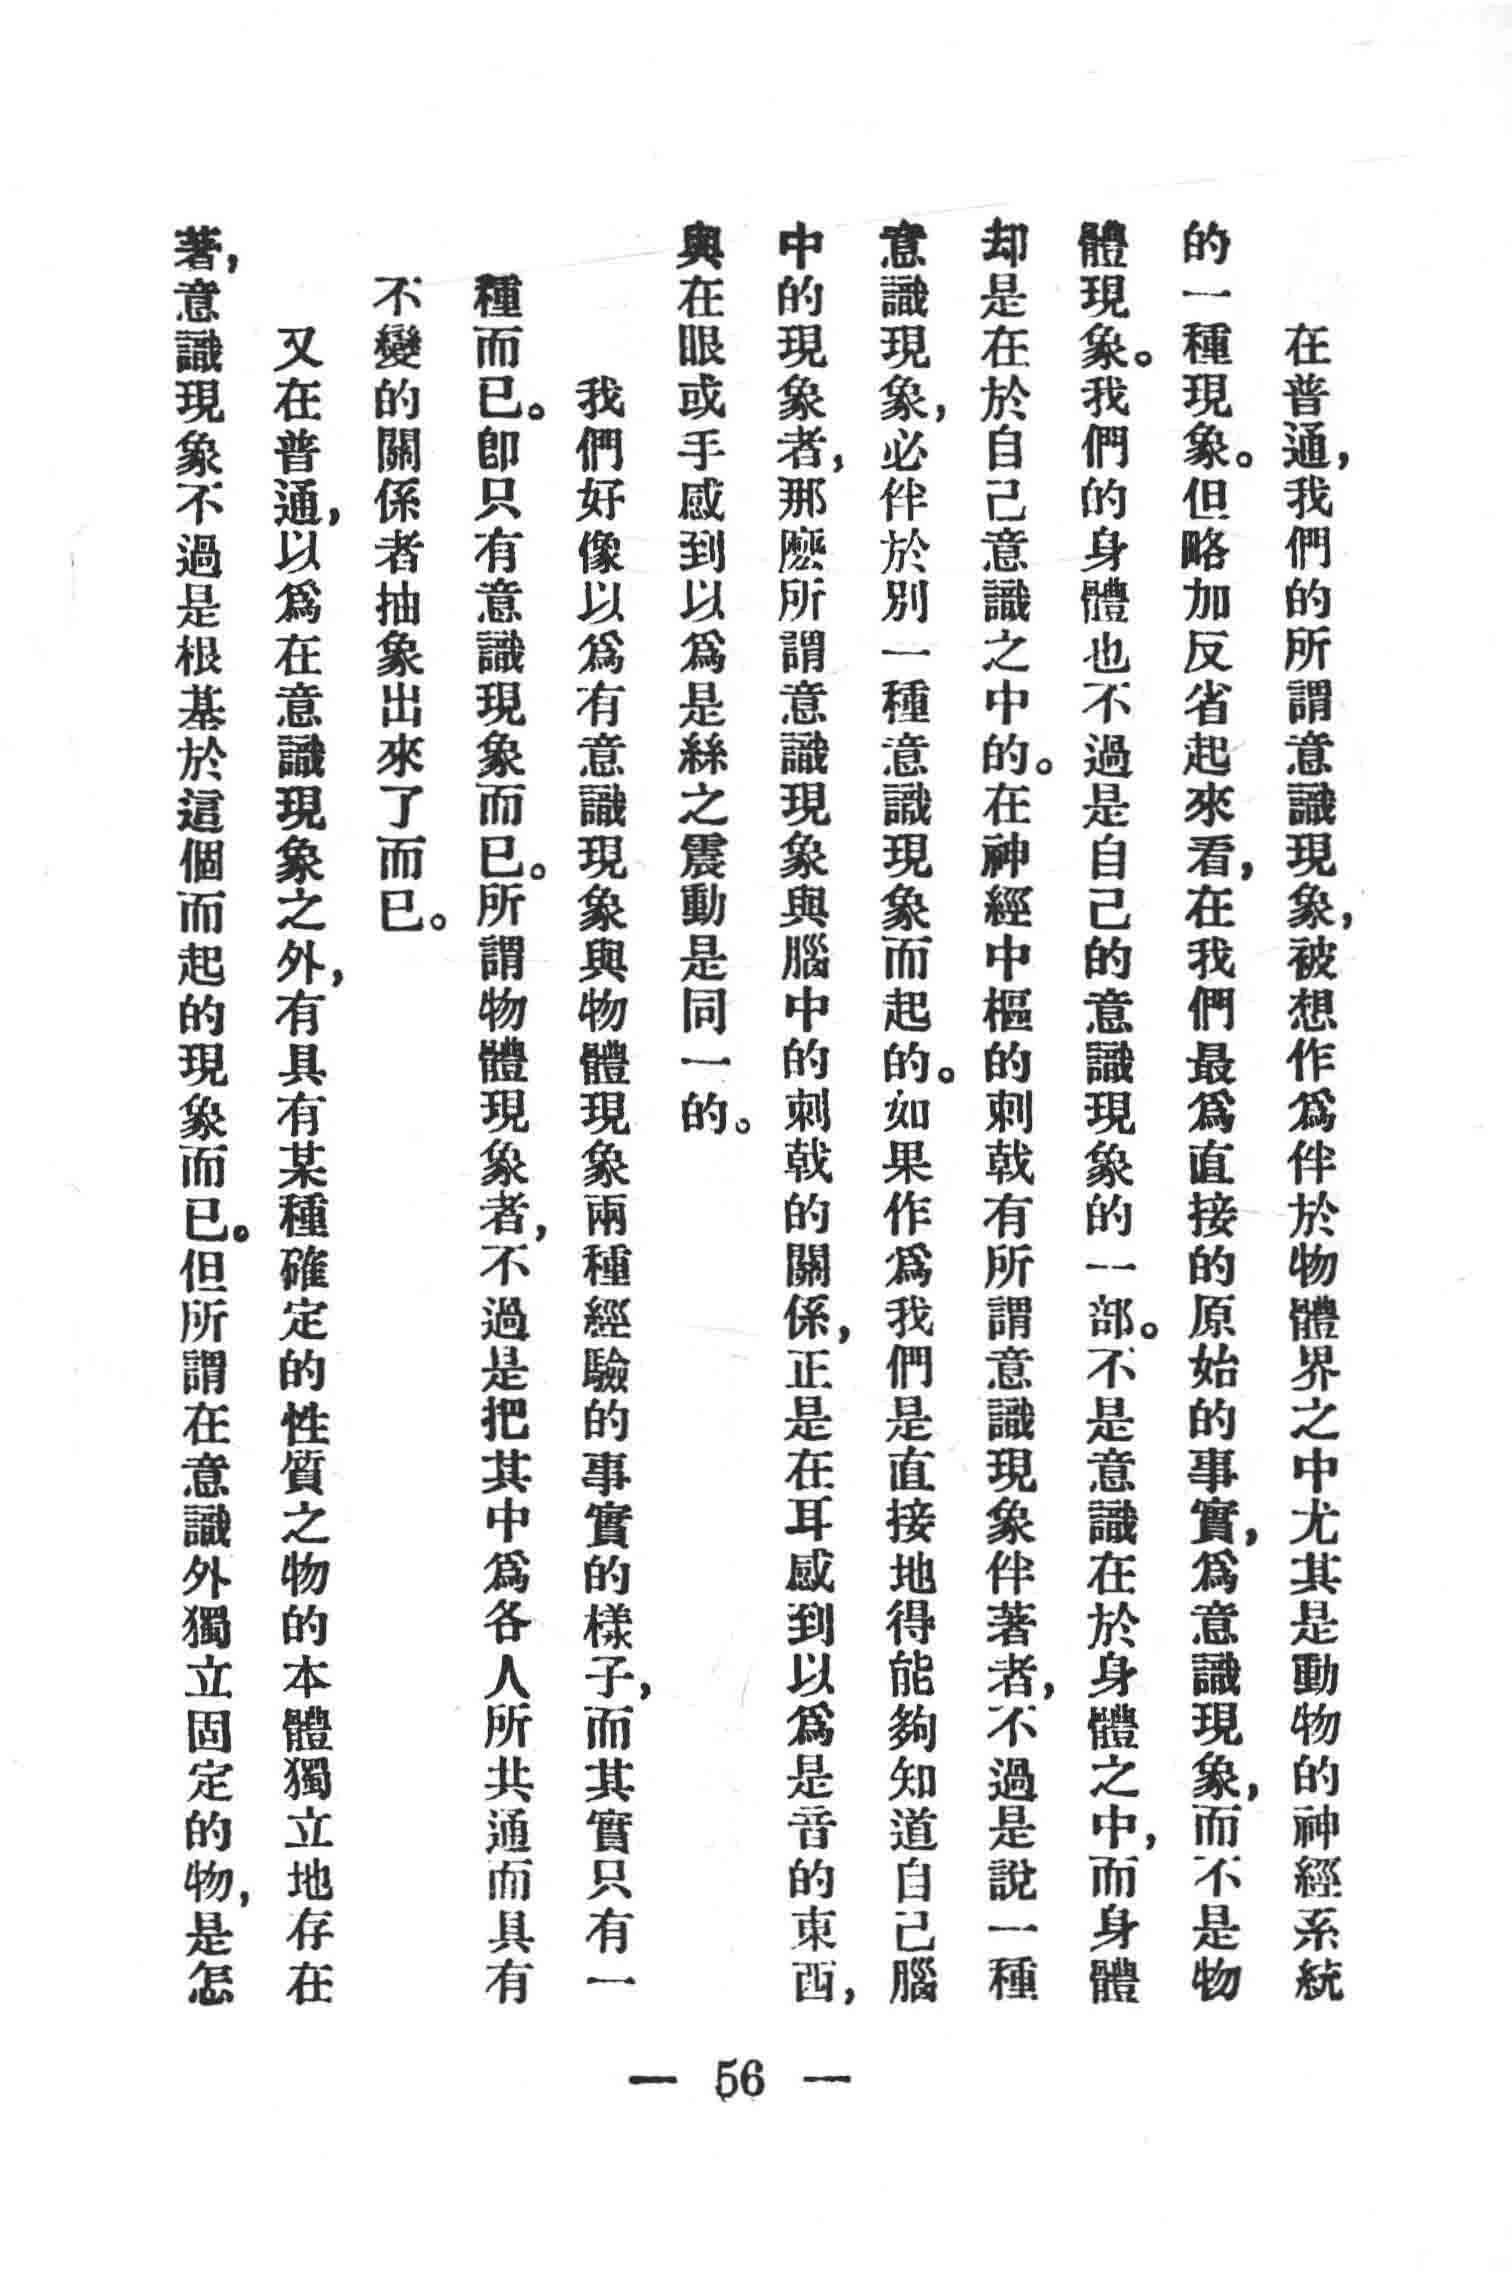 在普通，我們的所謂意識現象，被想作爲伴於物體界之中尤其是動物的神經系統
的一種現象。但略加反省起來看，在我們最爲直接的原始的事實，爲意識現象，而不是物
體現象。我們的身體也不過是自己的意識現象的一部。不是意識在於身體之中，而身體
却是在於自己意識之中的。在神經中樞的刺戟有所謂意識現象伴著者，不過是說一種
意識現象，必伴於別一種意識現象而起的。如果作爲我們是直接地得能夠知道自己腦
中的現象者，那麽所謂意識現象與腦中的刺戟的關係，正是在耳感到以爲是音的東西，
與在眼或手感到以爲是絲之震動是同一的。
我們好像以爲有意識現象與物體現象兩種經驗的事實的樣子，而其實只有一
種而已。卽只有意識現象而已。所謂物體現象者，不過是把其中爲各人所共通而具有
不變的關係者抽象出來了而已。
又在普通，以爲在意識現象之外，有具有某種確定的性質之物的本體獨立地存在
著，意識現象不過是根基於這個而起的現象而已。但所謂在意識外獨立固定的物，是怎
— 56 —